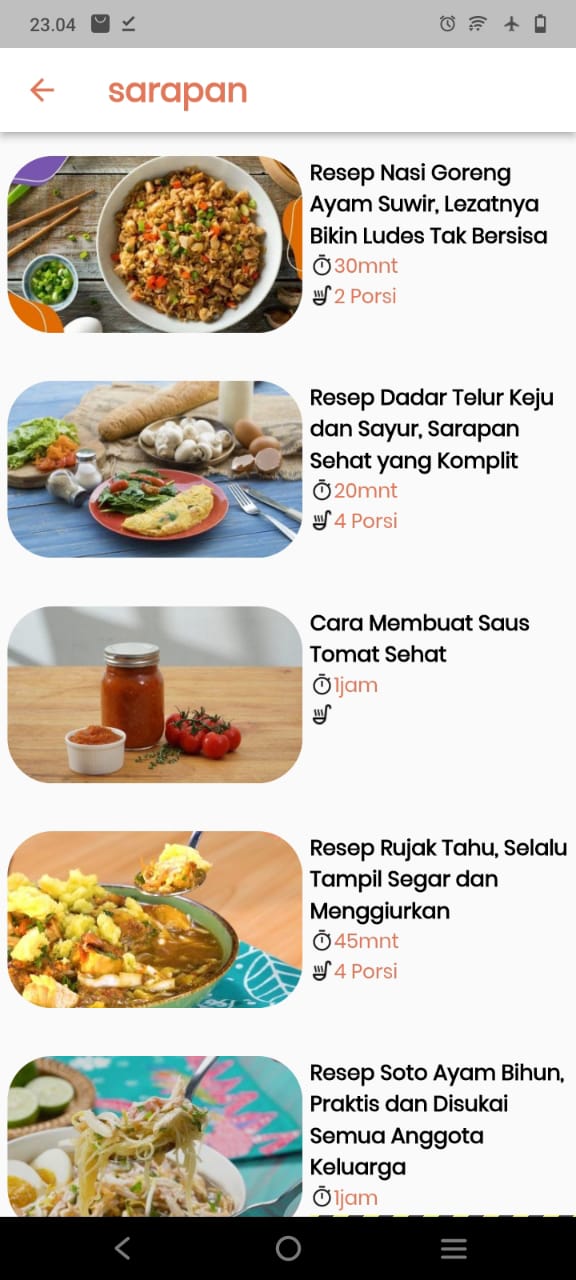 23.04
sarapan
Resep Nasi Goreng
Ayam Suwir, Lezatnya
Bikin Ludes Tak Bersisa
30mnt
2 Porsi
Resep Dadar Telur Keju
dan Sayur, Sarapan
Sehat yang Komplit
20mnt
4 Porsi
Cara Membuat Saus
Tomat Sehat
1jam
Resep Rujak Tahu, Selalu
Tampil Segar dan
Menggiurkan
45mnt
4 Porsi
Resep Soto Ayam Bihun,
Praktis dan Disukai
Semua Anggota
Keluarga
1jam